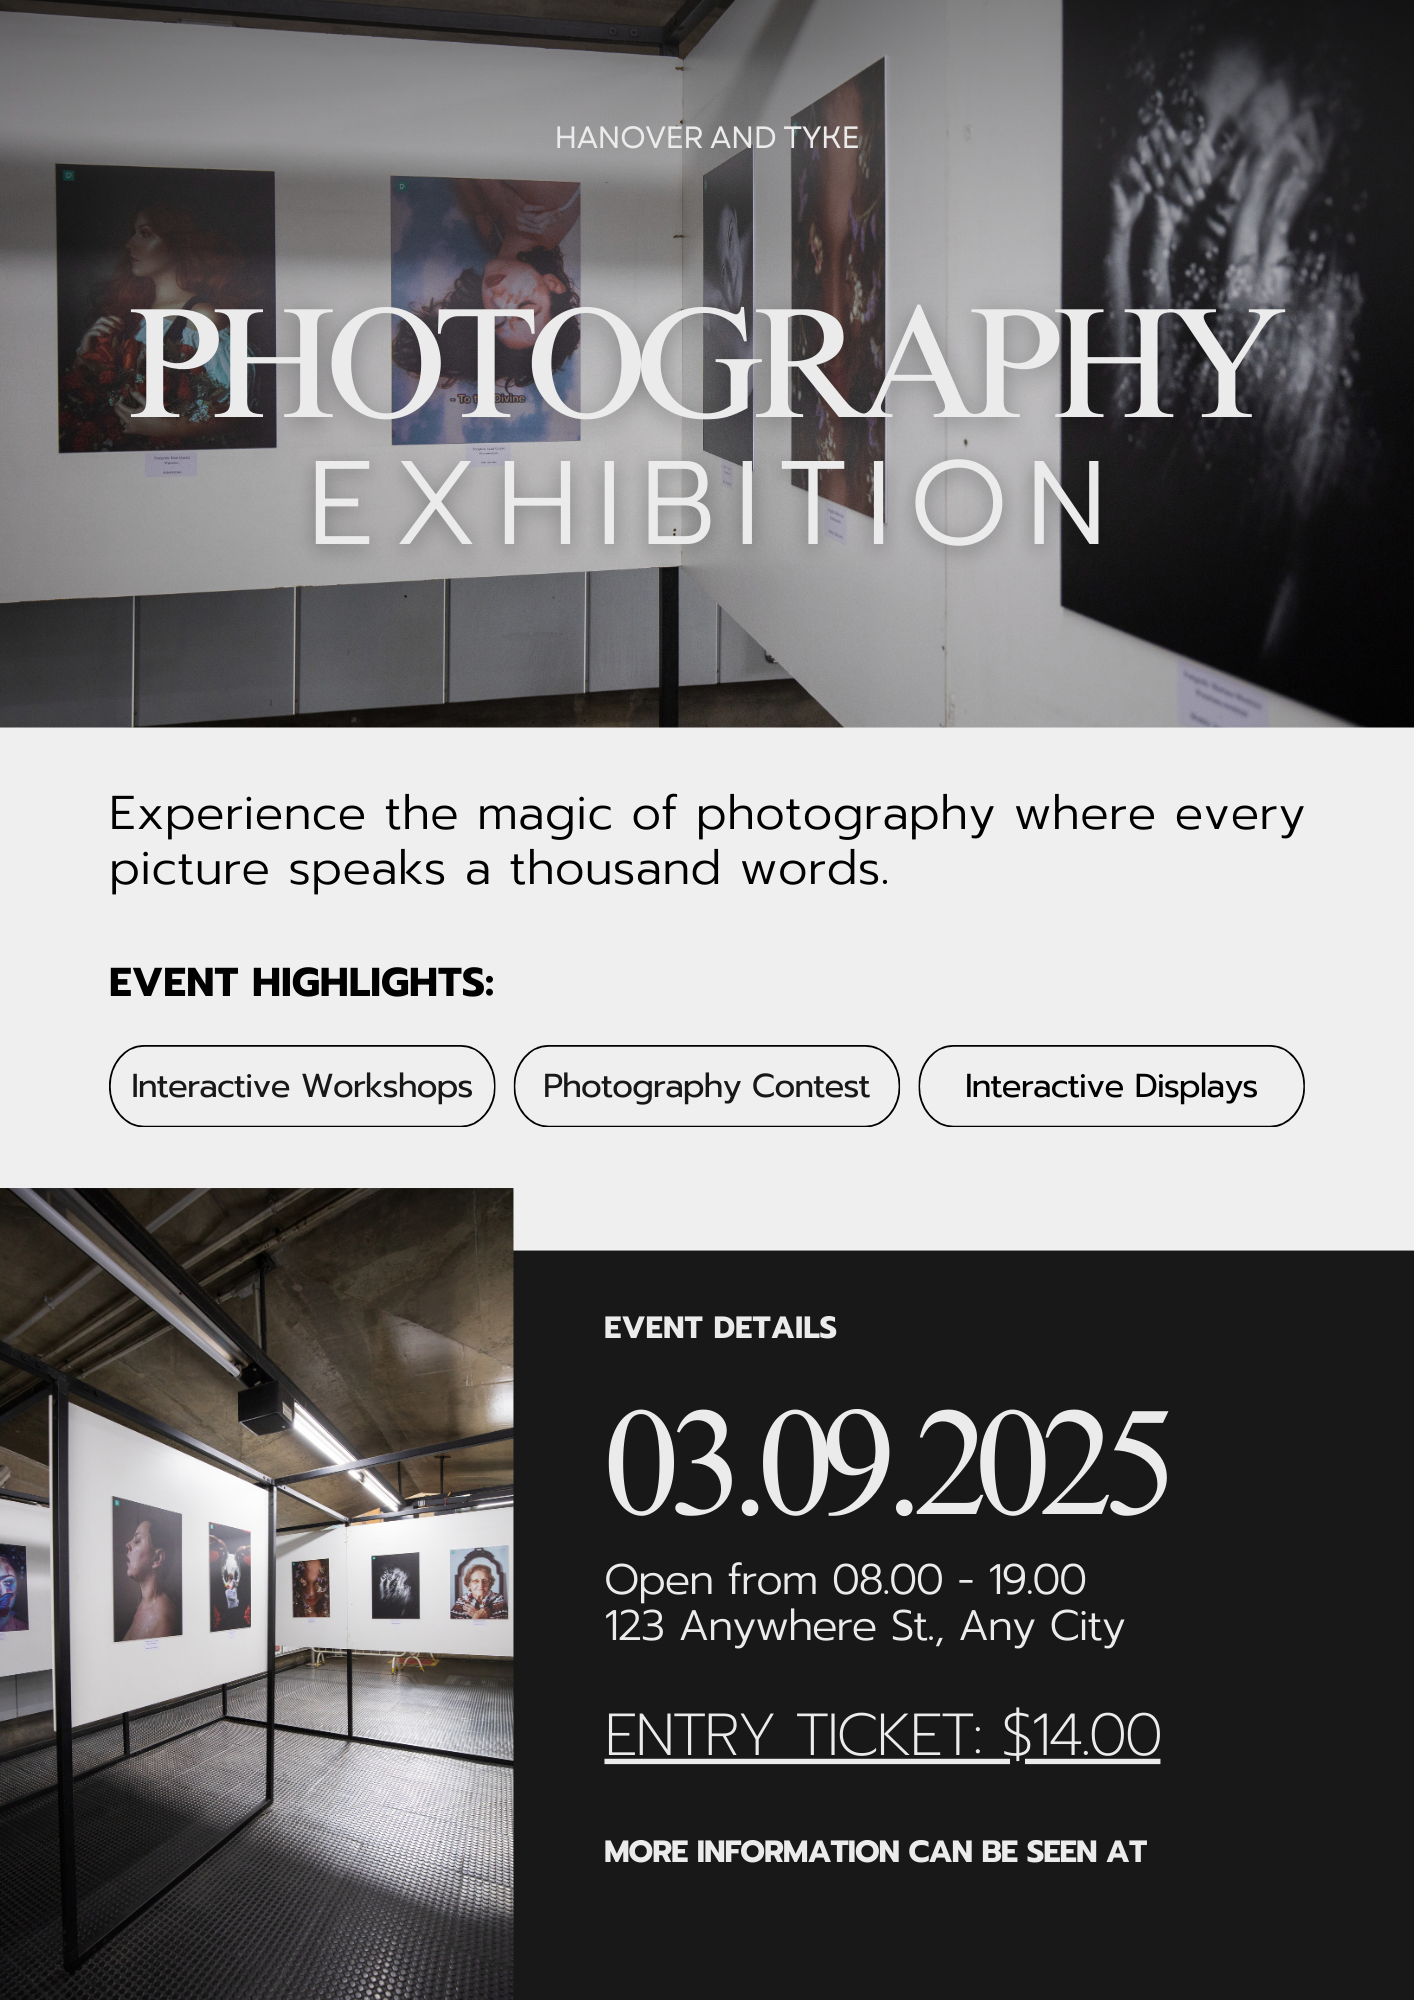 HANOVER AND TYKE
PHOTOGRAPHY
EXHIBITION
Experience the magic of photography where every
picture speaks a thousand words.
EVENT HIGHLIGHTS:
Interactive Workshops
Photography Contest
Interactive Displays
EVENT DETAILS
03.09.2025
Open from 08.00 - 19.00
123 Anywhere St., Any City
ENTRY TICKET: $14.00
MORE INFORMATION CAN BE SEEN AT